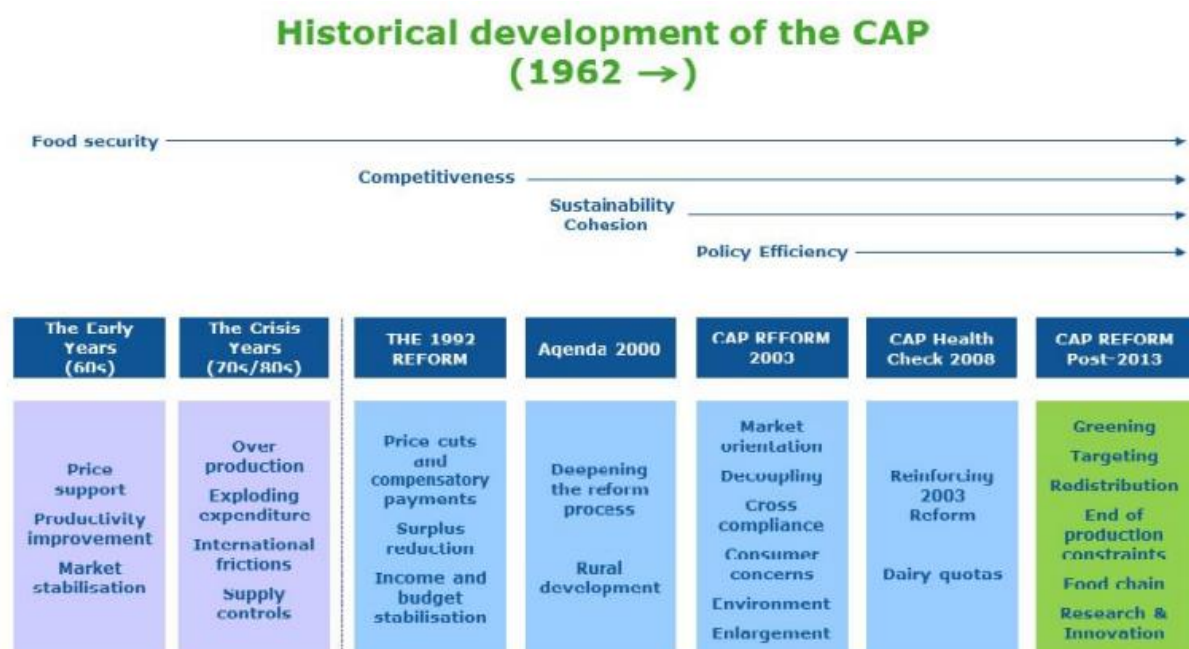 Historical development of the CAP
(1962 →)
Food security
Competitiveness
Sustainability
Cohesion
Policy Efficiency
The Early
Years
(60s)
The Crisis
Years
(70s/80s)
THE 1992
REFORM
Agenda 2000
CAP REFORM
2003
CAP Health
Check 2008
CAP REFORM
Post-2013
Price
support
Productivity
improvement
Market
stabilisation
Over
production
Exploding
expenditure
International
frictions
Supply
controls
Price cuts
and
compensatory
payments
Surplus
reduction
Income and
budget
stabilisation
Deepening
the reform
process
Rural
development
Market
orientation
Decoupling
Cross
compliance
Consumer
concerns
Environment
Enlargement
Reinforcing
2003
Reform
Dairy quotas
Greening
Targeting
Redistribution
End of
production
constraints
Food chain
Research &
Innovation